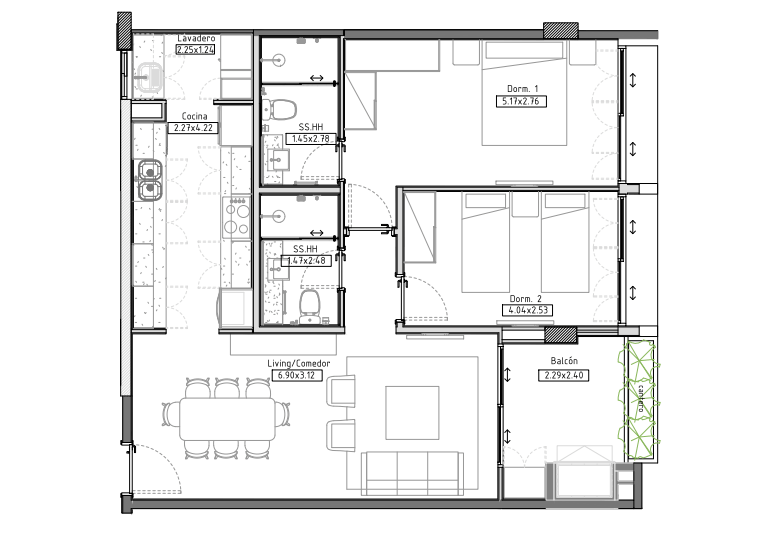 Lavadero
2.25x1.24
Cocina
2.27x4.22
SS.HH
1.45x2.78
Dorm. 1
5.17x2.76
SS.HH
1.47x2.48
Dorm. 2
4.04x2.53
Living/Comedor
6.90x3.12
Balcón
2.29x2.40
cantero